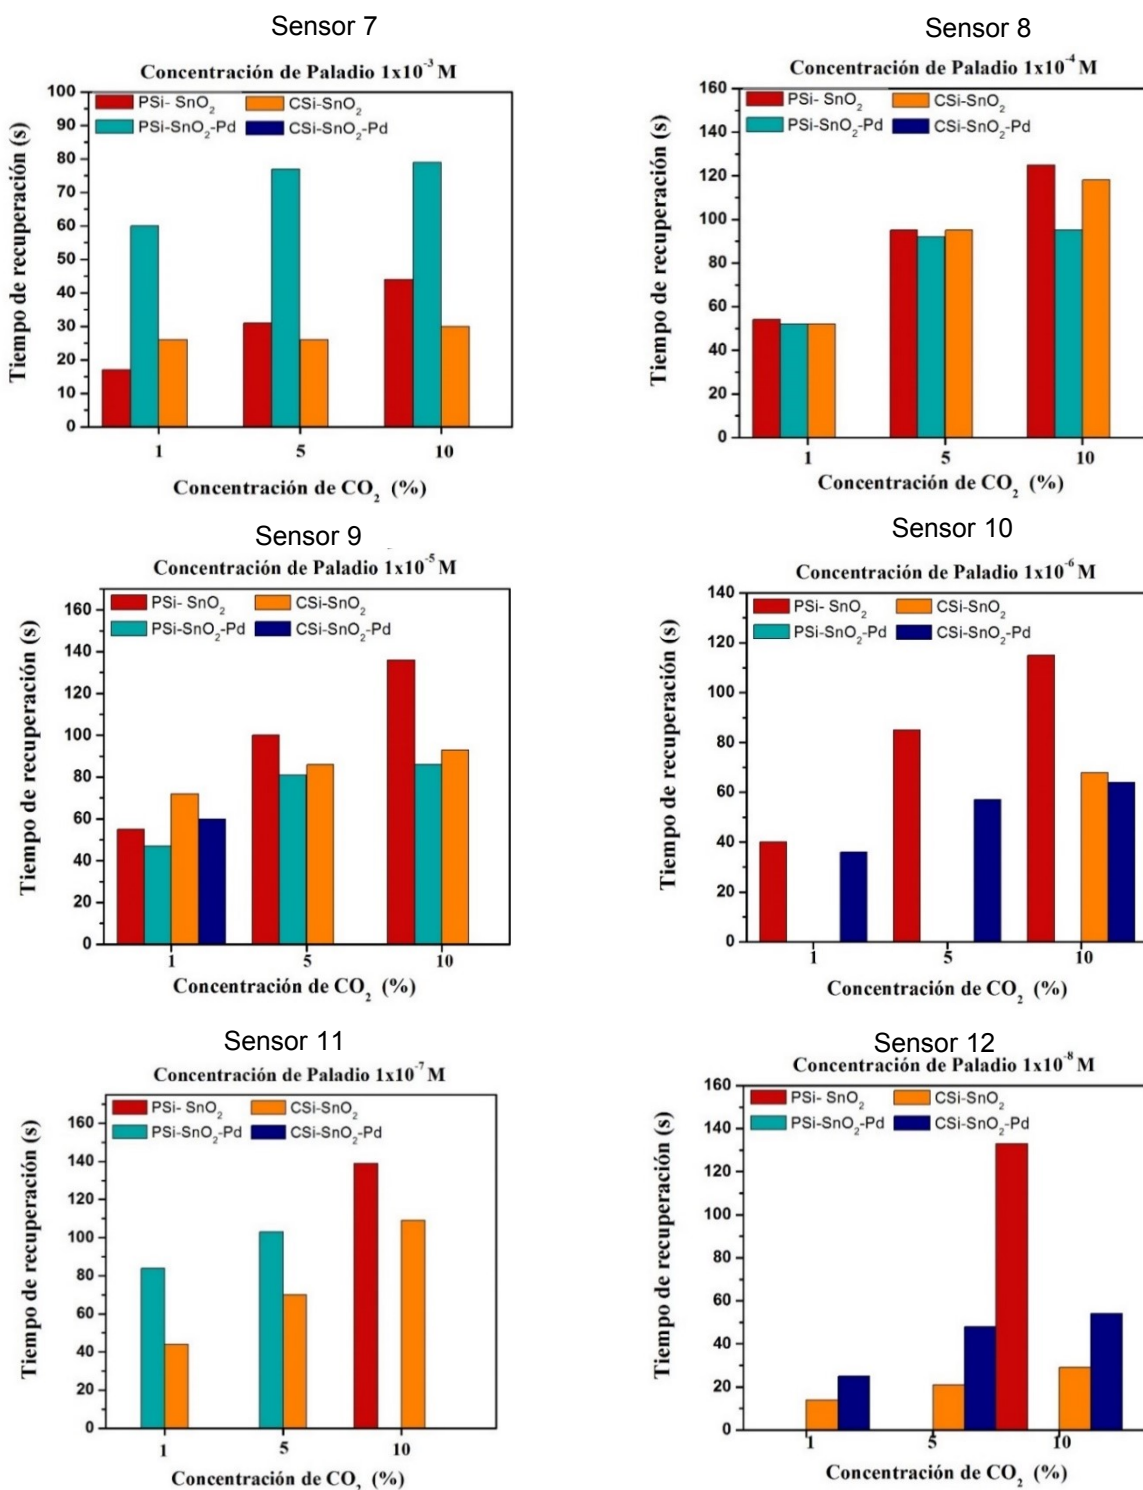 Sensor 7
Concentración de Paladio 1x10⁻³ M
PSi- SnO₂ CSi-SnO₂
PSi-SnO₂-Pd CSi-SnO₂-Pd
Tiempo de recuperación (s)
100
90
80
70
60
50
40
30
20
10
0
1 5 10
Concentración de CO₂ (%)
Sensor 8
Concentración de Paladio 1x10⁻⁴ M
PSi- SnO₂ CSi-SnO₂
PSi-SnO₂-Pd CSi-SnO₂-Pd
Tiempo de recuperación (s)
160
140
120
100
80
60
40
20
0
1 5 10
Concentración de CO₂ (%)
Sensor 9
Concentración de Paladio 1x10⁻⁵ M
PSi- SnO₂ CSi-SnO₂
PSi-SnO₂-Pd CSi-SnO₂-Pd
Tiempo de recuperación (s)
160
140
120
100
80
60
40
20
0
1 5 10
Concentración de CO₂ (%)
Sensor 10
Concentración de Paladio 1x10⁻⁶ M
PSi- SnO₂ CSi-SnO₂
PSi-SnO₂-Pd CSi-SnO₂-Pd
Tiempo de recuperación (s)
140
120
100
80
60
40
20
0
1 5 10
Concentración de CO₂ (%)
Sensor 11
Concentración de Paladio 1x10⁻⁷ M
PSi- SnO₂ CSi-SnO₂
PSi-SnO₂-Pd CSi-SnO₂-Pd
Tiempo de recuperación (s)
160
140
120
100
80
60
40
20
0
1 5 10
Concentración de CO₂ (%)
Sensor 12
Concentración de Paladio 1x10⁻⁸ M
PSi- SnO₂ CSi-SnO₂
PSi-SnO₂-Pd CSi-SnO₂-Pd
Tiempo de recuperación (s)
160
140
120
100
80
60
40
20
0
1 5 10
Concentración de CO₂ (%)